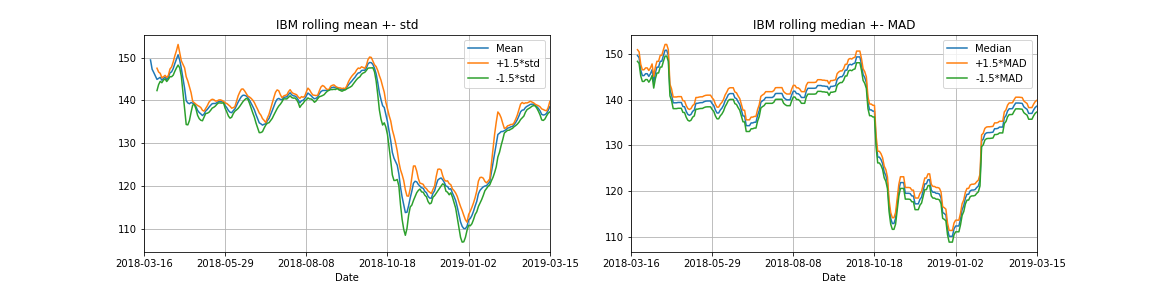 IBM rolling mean +- std
150
140
130
120
110
Mean
+1.5*std
-1.5*std
2018-03-16 2018-05-29 2018-08-08 2018-10-18 2019-01-02 2019-03-15
Date
IBM rolling median +- MAD
150
140
130
120
110
Median
+1.5*MAD
-1.5*MAD
2018-03-16 2018-05-29 2018-08-08 2018-10-18 2019-01-02 2019-03-15
Date